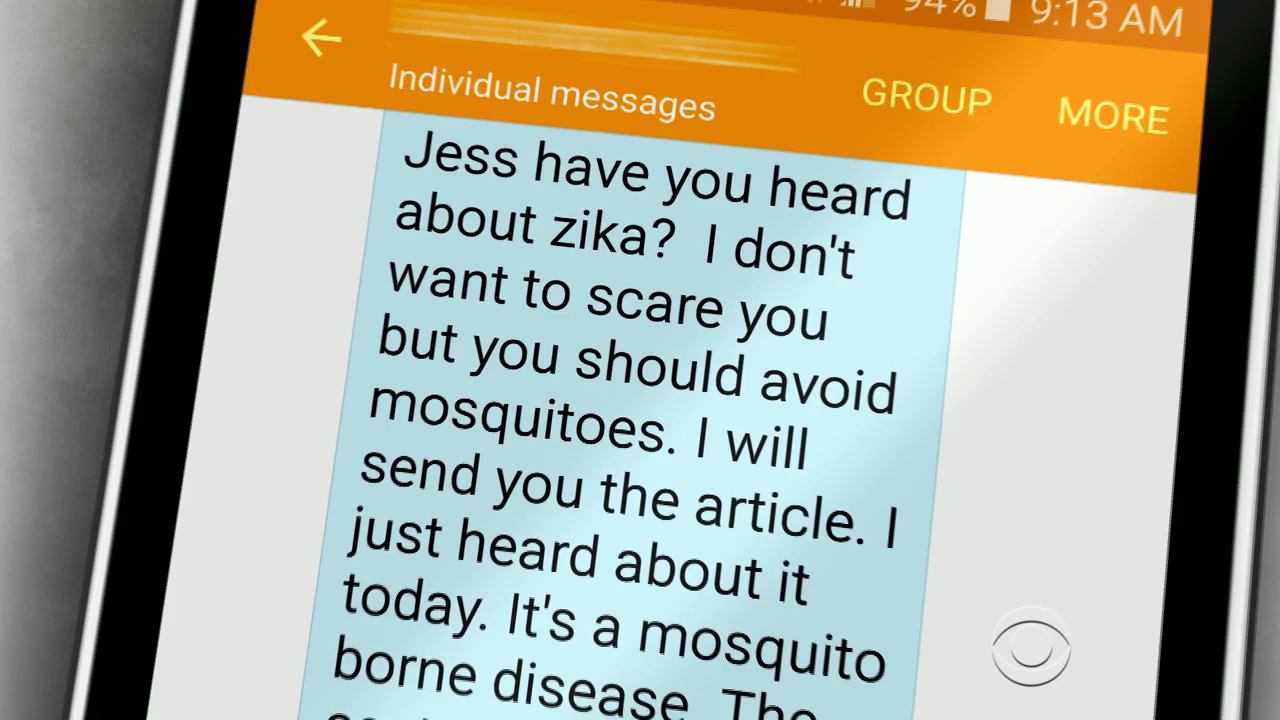 94% 9:13 AM
Individual messages GROUP MORE
Jess have you heard
about zika?  I don't
want to scare you
but you should avoid
mosquitoes. I will
send you the article. I
just heard about it
today. It's a mosquito
borne disease. The